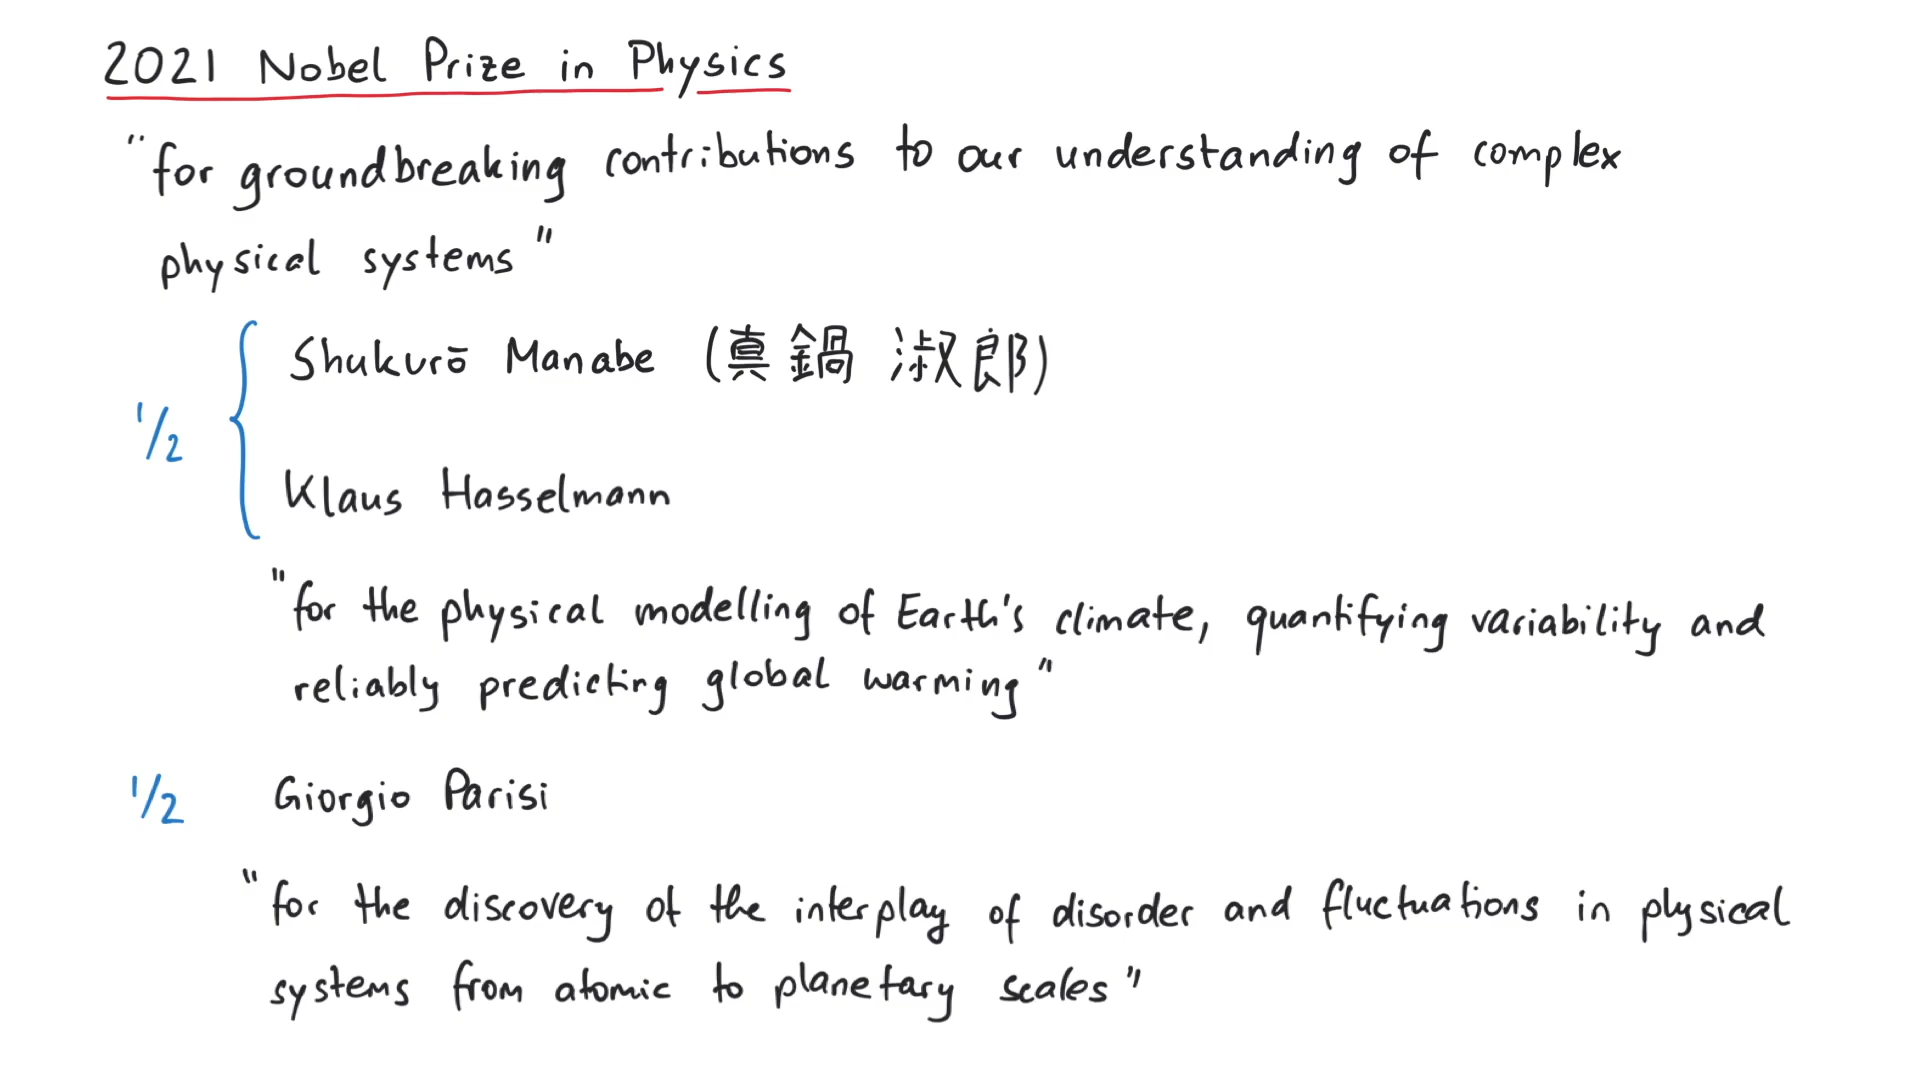 2021 Nobel Prize in Physics
"for groundbreaking contributions to our understanding of complex
physical systems"
Shukurō Manabe (真鍋 淑郎)
1/2
Klaus Hasselmann
"for the physical modelling of Earth's climate, quantifying variability and
reliably predicting global warming"
1/2 Giorgio Parisi
"for the discovery of the interplay of disorder and fluctuations in physical
systems from atomic to planetary scales"